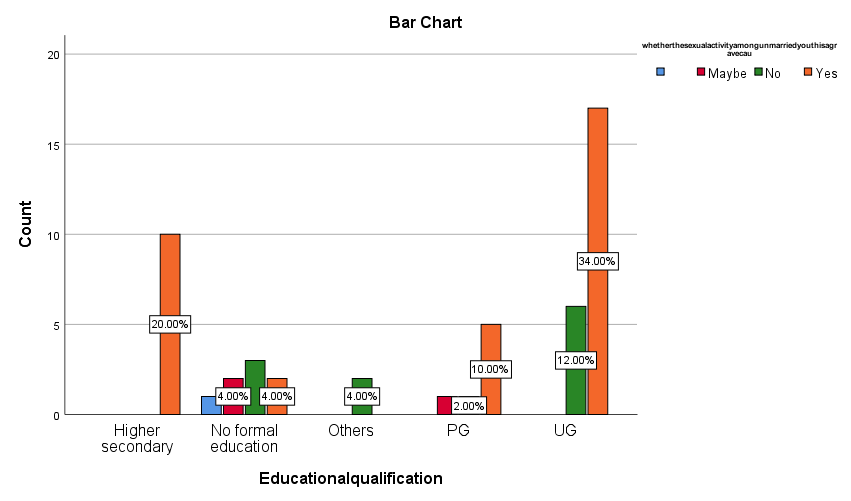 Bar Chart
whetherthesexualactivityamongunmarriedyouthisagr
avecau
Maybe No Yes
20
15
10
5
0
Count
20.00%
4.00%
4.00%
4.00%
2.00%
10.00%
12.00%
34.00%
Higher
secondary
No formal
education
Others
PG
UG
Educationalqualification